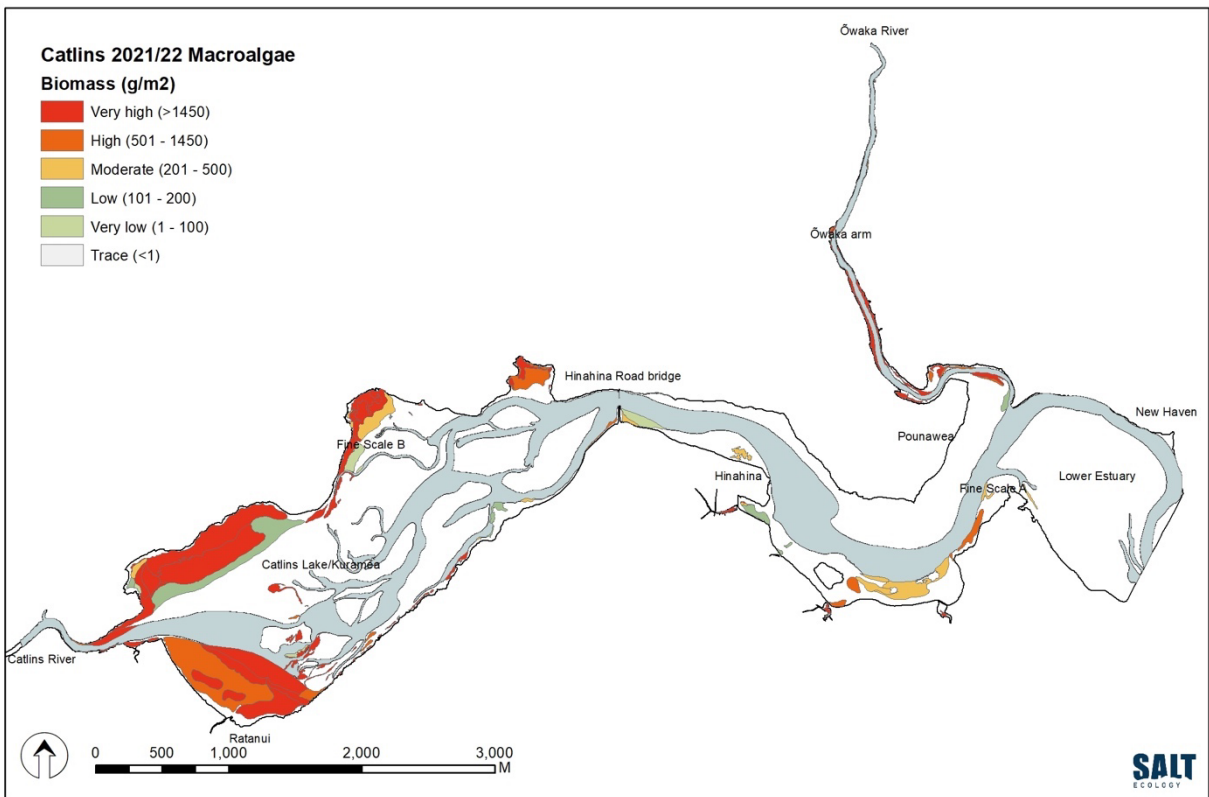 Catlins 2021/22 Macroalgae
Biomass (g/m2)
Very high (>1450)
High (501 - 1450)
Moderate (201 - 500)
Low (101 - 200)
Very low (1 - 100)
Trace (<1)
Õwaka River
Õwaka arm
Hinahina Road bridge
New Haven
Pounawea
Fine Scale B
Hinahina
Fine Scale A
Lower Estuary
Catlins Lake/Kuramea
Catlins River
Ratanui
0 500 1,000 2,000 3,000
M
SALT
ECOLOGY